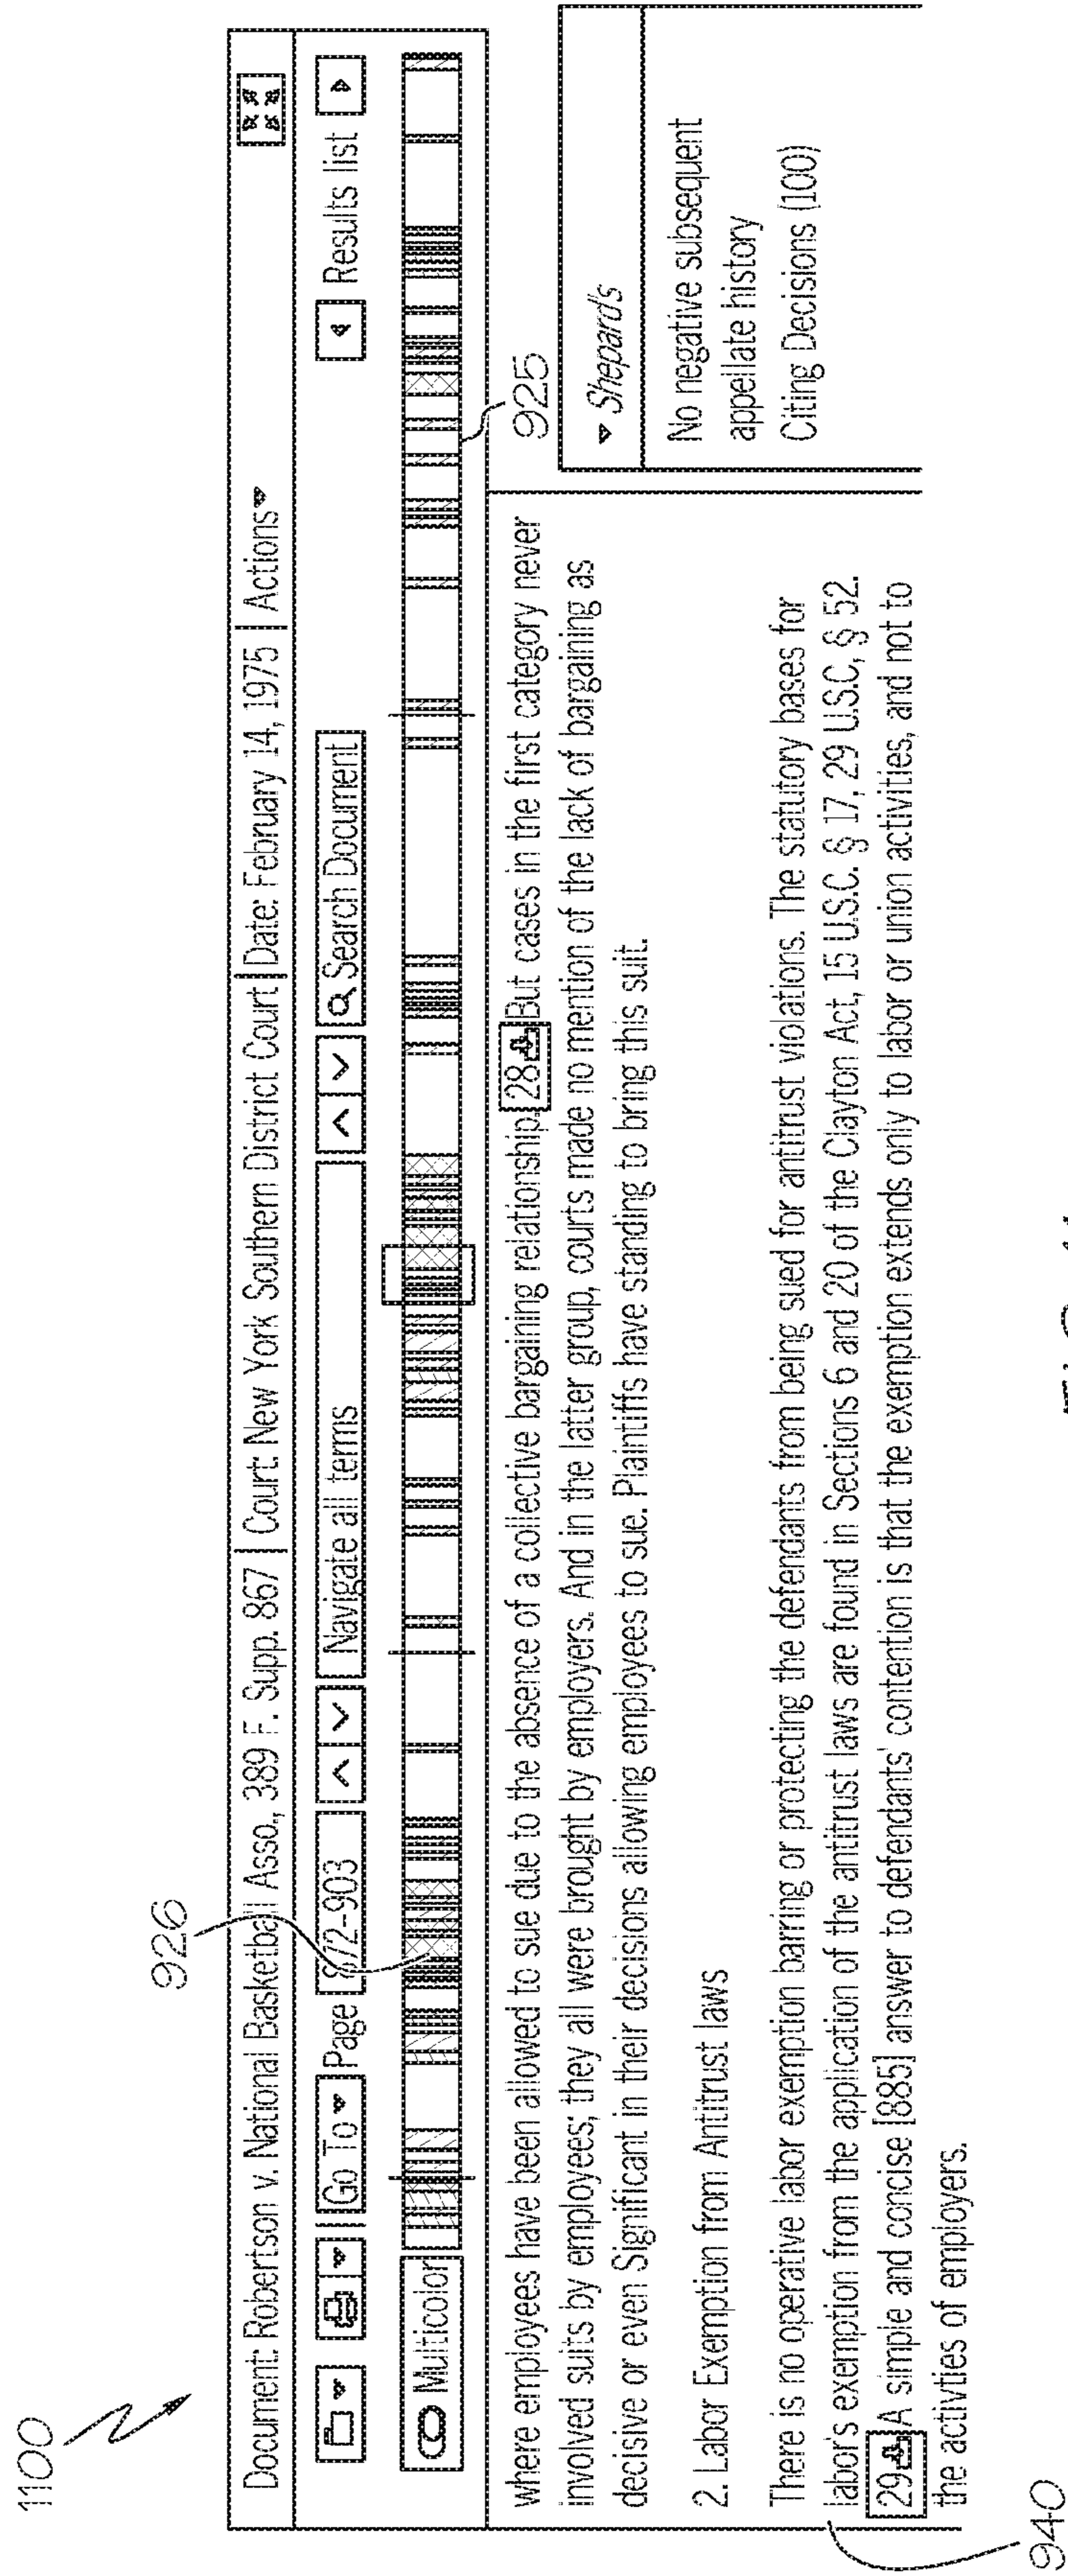 1100
926
Document: Robertson v. National Basketball Asso., 389 F. Supp. 867 | Court: New York Southern District Court | Date: February 14, 1975 | Actions
Go To Page 872-903 Navigate all terms Search Document Results list
Multicolor
925
where employees have been allowed to sue due to the absence of a collective bargaining relationship. 28 But cases in the first category never
involved suits by employees; they all were brought by employers. And in the latter group, courts made no mention of the lack of bargaining as
decisive or even Significant in their decisions allowing employees to sue. Plaintiffs have standing to bring this suit.
2. Labor Exemption from Antitrust laws
There is no operative labor exemption barring or protecting the defendants from being sued for antitrust violations. The statutory bases for
labor's exemption from the application of the antitrust laws are found in Sections 6 and 20 of the Clayton Act, 15 U.S.C. § 17, 29 U.S.C, § 52.
29 A simple and concise [885] answer to defendants' contention is that the exemption extends only to labor or union activities, and not to
the activities of employers.
Shepard's
No negative subsequent
appellate history
Citing Decisions (100)
940